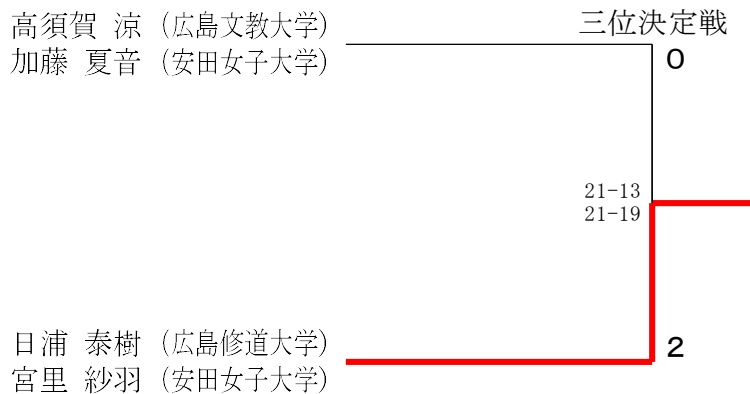 高須賀 涼 (広島文教大学)
加藤 夏音 (安田女子大学)
三位決定戦
0
21-13
21-19
日浦 泰樹 (広島修道大学)
宮里 紗羽 (安田女子大学)
2